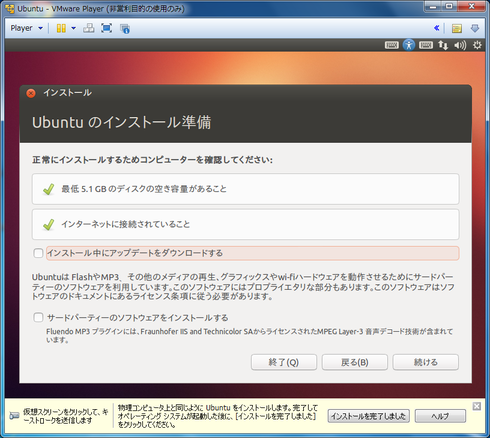 Ubuntu - VMware Player (非営利目的の使用のみ)
Player
インストール
Ubuntu のインストール準備
正常にインストールするためコンピューターを確認してください:
最低 5.1 GB のディスクの空き容量があること
インターネットに接続されていること
インストール中にアップデートをダウンロードする
Ubuntuは FlashやMP3、その他のメディアの再生、グラフィックスやwi-fiハードウェアを動作させるためにサードパー
ティーのソフトウェアを利用しています。このソフトウェアにはプロプライエタリな部分もあります。このソフトウェアはソフ
トウェアのドキュメントにあるライセンス条項に従う必要があります。
サードパーティーのソフトウェアをインストールする
Fluendo MP3 プラグインには、Fraunhofer IIS and Technicolor SAからライセンスされたMPEG Layer-3 音声デコード技術が含まれて
います。
終了(Q)
戻る(B)
続ける
仮想スクリーンをクリックして、キ
ーストロークを送信します
物理コンピュータ上と同じように Ubuntu をインストールします。完了して
オペレーティング システムが起動した後に、[インストールを完了しました]
をクリックしてください。
インストールを完了しました
ヘルプ